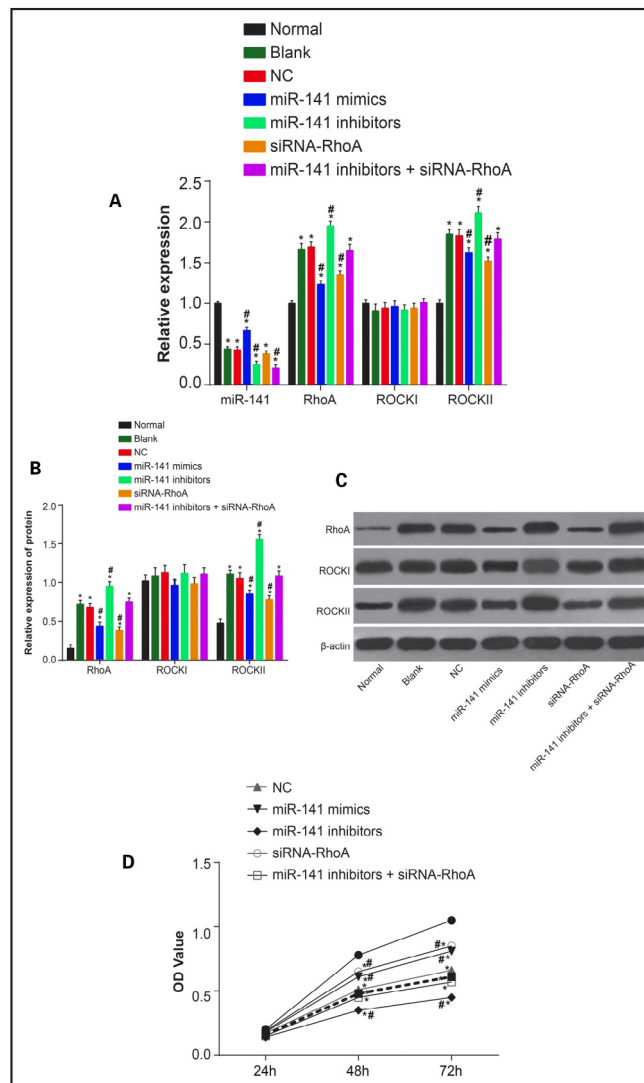 Normal
Blank
NC
miR-141 mimics
miR-141 inhibitors
siRNA-RhoA
miR-141 inhibitors + siRNA-RhoA
A
Relative expression
2.5
2.0
1.5
1.0
0.5
0.0
miR-141 RhoA ROCKI ROCKII
Normal
Blank
NC
miR-141 mimics
miR-141 inhibitors
siRNA-RhoA
miR-141 inhibitors + siRNA-RhoA
B
Relative expression of protein
2.0
1.5
1.0
0.5
0.0
RhoA ROCKI ROCKII
C
RhoA
ROCKI
ROCKII
β-actin
Normal
Blank
NC
miR-141 mimics
miR-141 inhibitors
siRNA-RhoA
miR-141 inhibitors + siRNA-RhoA
NC
miR-141 mimics
miR-141 inhibitors
siRNA-RhoA
miR-141 inhibitors + siRNA-RhoA
D
OD Value
1.5
1.0
0.5
0.0
24h 48h 72h